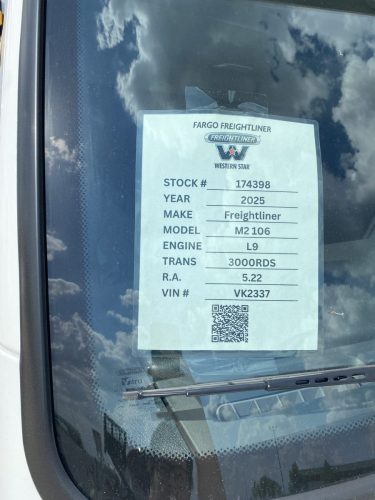 FARGO FREIGHTLINER
FREIGHTLINER
WESTERN STAR
STOCK # 174398
YEAR 2025
MAKE Freightliner
MODEL M2 106
ENGINE L9
TRANS 3000RDS
R.A. 5.22
VIN # VK2337